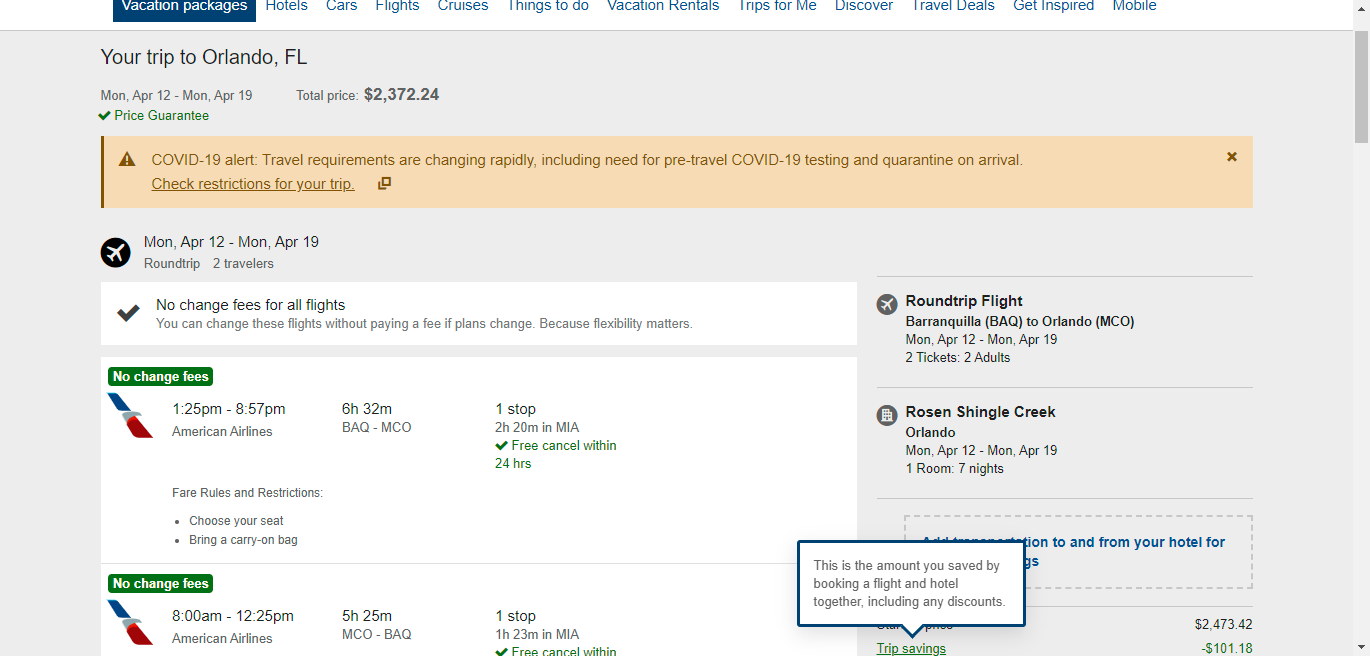 Vacation packages Hotels Cars Flights Cruises Things to do Vacation Rentals Trips for Me Discover Travel Deals Get Inspired Mobile
Your trip to Orlando, FL
Mon, Apr 12 - Mon, Apr 19 Total price: $2,372.24
Price Guarantee
COVID-19 alert: Travel requirements are changing rapidly, including need for pre-travel COVID-19 testing and quarantine on arrival.
Check restrictions for your trip.
Mon, Apr 12 - Mon, Apr 19
Roundtrip 2 travelers
No change fees for all flights
You can change these flights without paying a fee if plans change. Because flexibility matters.
No change fees
1:25pm - 8:57pm 6h 32m 1 stop
American Airlines BAQ - MCO 2h 20m in MIA
Free cancel within
24 hrs
Fare Rules and Restrictions:
Choose your seat
Bring a carry-on bag
No change fees
8:00am - 12:25pm 5h 25m 1 stop
American Airlines MCO - BAQ 1h 23m in MIA
Free cancel within
Roundtrip Flight
Barranquilla (BAQ) to Orlando (MCO)
Mon, Apr 12 - Mon, Apr 19
2 Tickets: 2 Adults
Rosen Shingle Creek
Orlando
Mon, Apr 12 - Mon, Apr 19
1 Room: 7 nights
Add transportation to and from your hotel for
This is the amount you saved by
booking a flight and hotel
together, including any discounts.
$2,473.42
Trip savings -$101.18